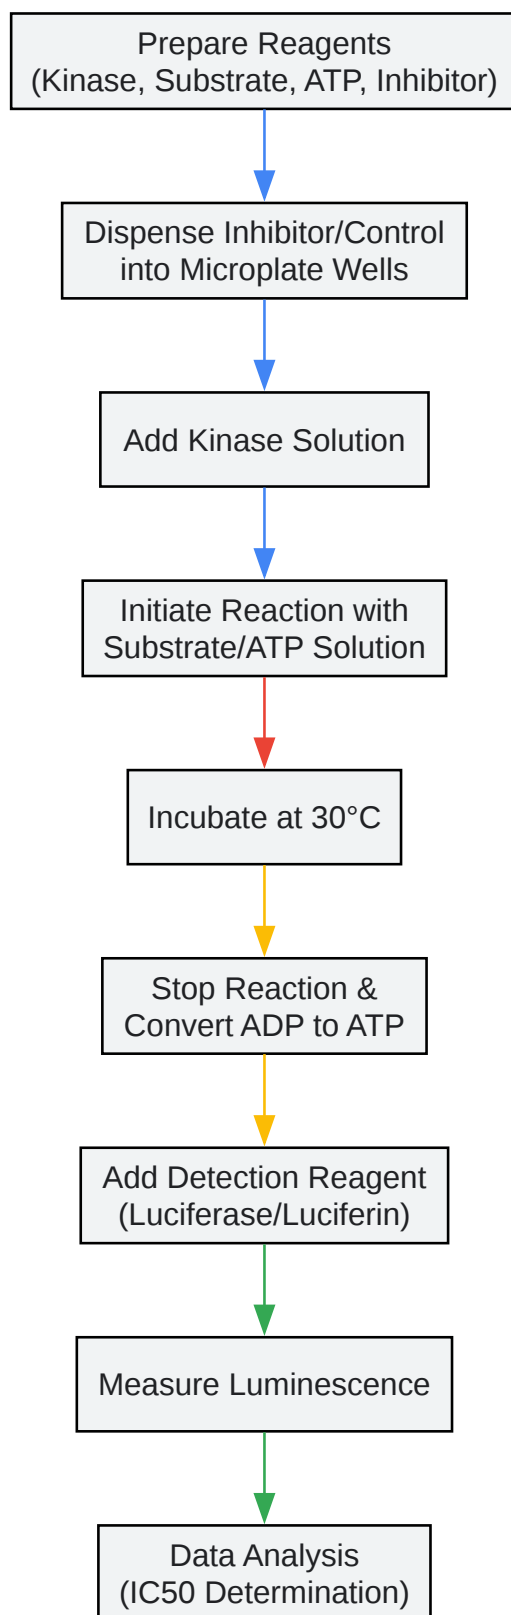 Prepare Reagents
(Kinase, Substrate, ATP, Inhibitor)
Dispense Inhibitor/Control
into Microplate Wells
Add Kinase Solution
Initiate Reaction with
Substrate/ATP Solution
Incubate at 30°C
Stop Reaction &
Convert ADP to ATP
Add Detection Reagent
(Luciferase/Luciferin)
Measure Luminescence
Data Analysis
(IC50 Determination)